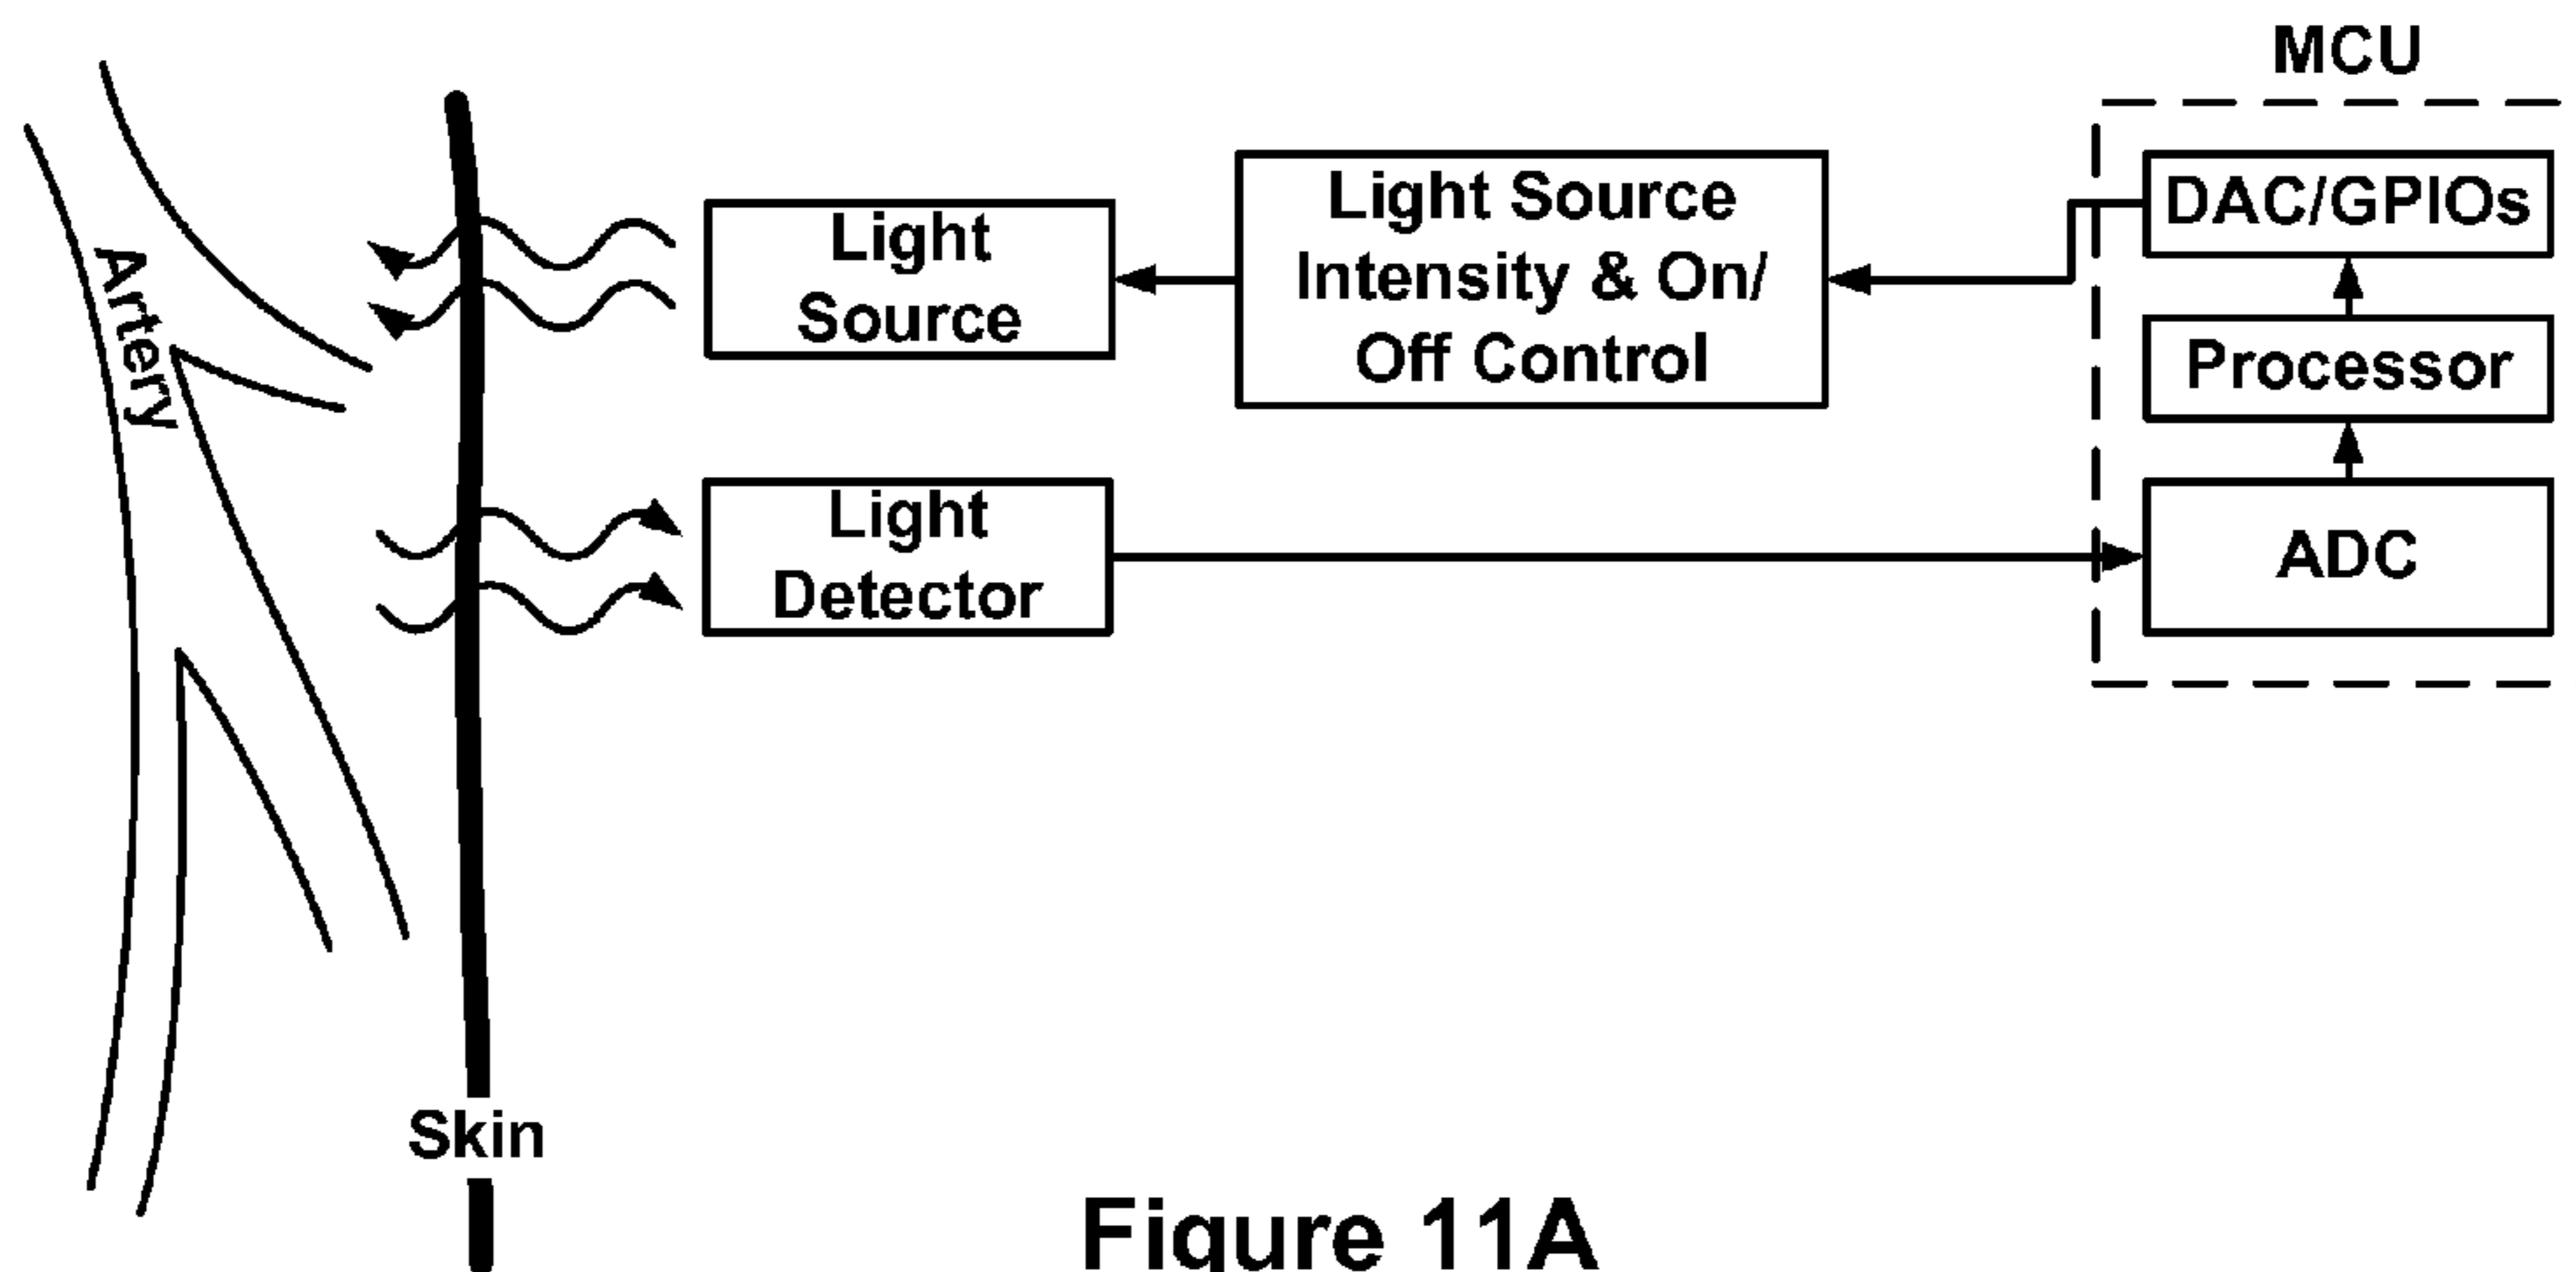 MCU
Artery
Light
Source
Light Source
Intensity & On/
Off Control
DAC/GPIOs
Processor
Light
Detector
ADC
Skin
Figure 11A